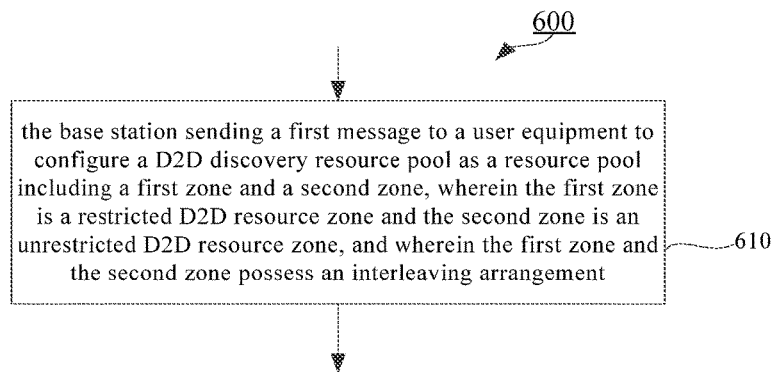 600
the base station sending a first message to a user equipment to
configure a D2D discovery resource pool as a resource pool
including a first zone and a second zone, wherein the first zone
is a restricted D2D resource zone and the second zone is an
unrestricted D2D resource zone, and wherein the first zone and
the second zone possess an interleaving arrangement
610